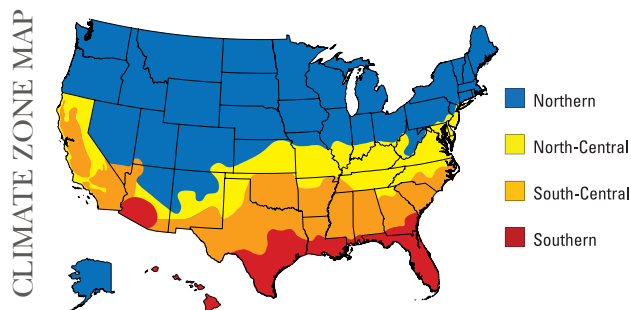 CLIMATE ZONE MAP
Northern
North-Central
South-Central
Southern